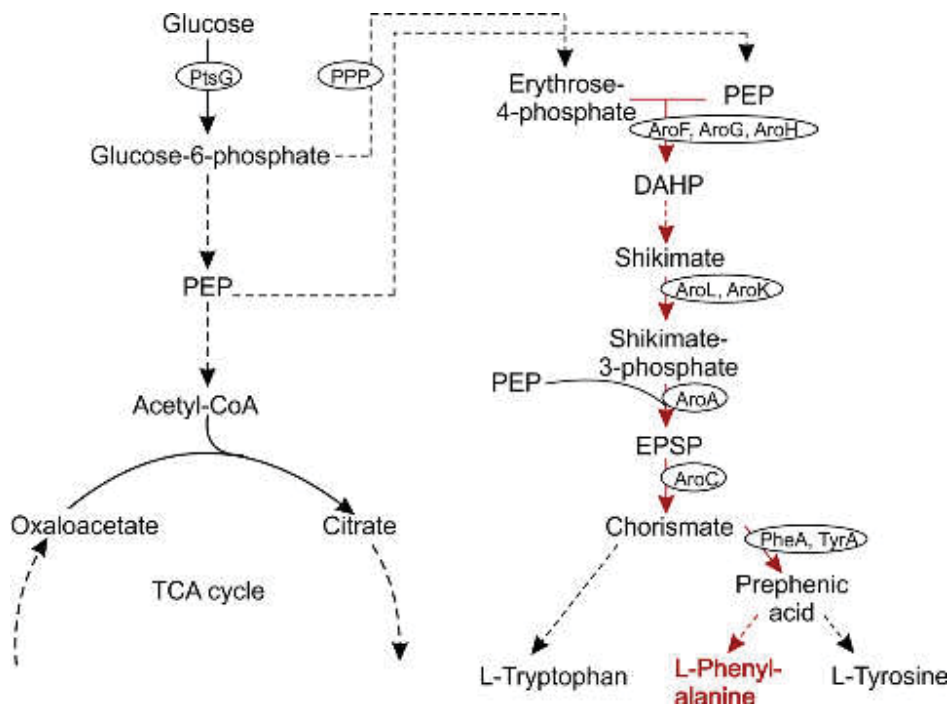 Glucose
PtsG
PPP
Glucose-6-phosphate
PEP
Acetyl-CoA
Oxaloacetate
Citrate
TCA cycle
Erythrose-
4-phosphate
PEP
AroF, AroG, AroH
DAHP
Shikimate
AroL, AroK
Shikimate-
3-phosphate
PEP
AroA
EPSP
AroC
Chorismate
PheA, TyrA
Prephenic
acid
L-Tryptophan
L-Phenyl-
alanine
L-Tyrosine